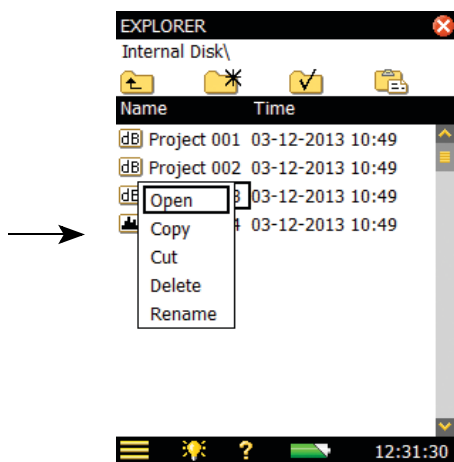 EXPLORER
Internal Disk\
Name Time
dB Project 001 03-12-2013 10:49
dB Project 002 03-12-2013 10:49
3 03-12-2013 10:49
4 03-12-2013 10:49
Open
Copy
Cut
Delete
Rename
? 12:31:30